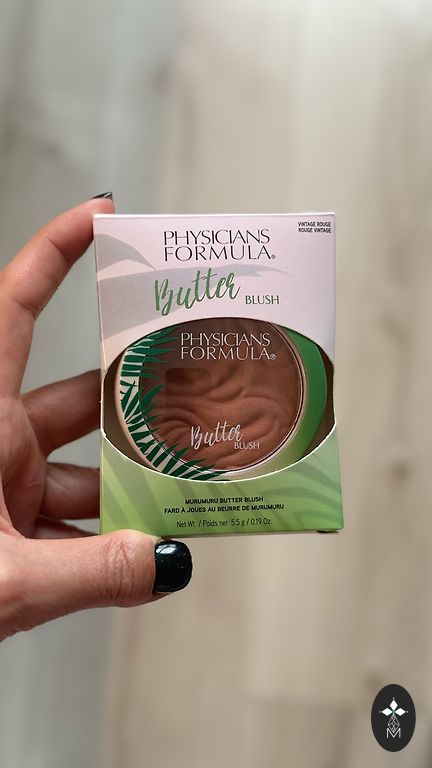 VINTAGE ROUGE
ROUGE VINTAGE
PHYSICIANS
FORMULA®
Butter BLUSH
PHYSICIANS
FORMULA®
Butter
BLUSH
MURUMURU BUTTER BLUSH
FARD À JOUES AU BEURRE DE MURUMURU
Net Wt. / Poids net 5.5 g / 0.19 Oz.
M